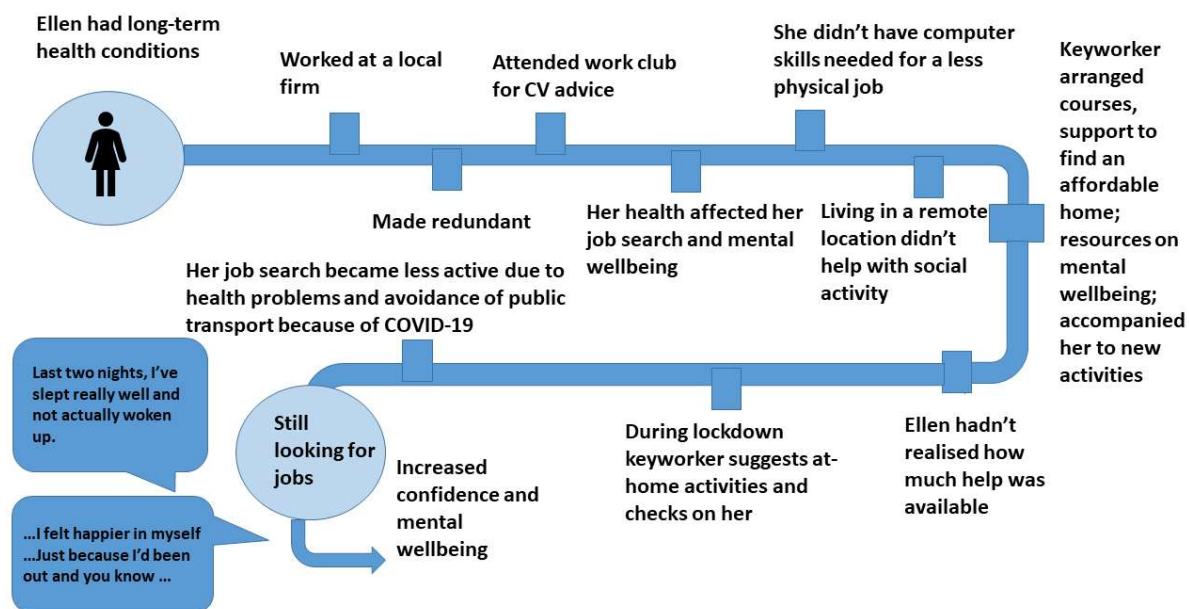 Ellen had long-term
health conditions
Worked at a local
firm
Made redundant
Attended work club
for CV advice
Her health affected her
job search and mental
wellbeing
She didn’t have computer
skills needed for a less
physical job
Living in a remote
location didn’t
help with social
activity
Keyworker
arranged
courses,
support to
find an
affordable
home;
resources on
mental
wellbeing;
accompanied
her to new
activities
Ellen hadn’t
realised how
much help was
available
During lockdown
keyworker suggests at-
home activities and
checks on her
Her job search became less active due to
health problems and avoidance of public
transport because of COVID-19
Still
looking for
jobs
Last two nights, I’ve
slept really well and
not actually woken
up.
...I felt happier in myself
...Just because I’d been
out and you know ...
Increased
confidence and
mental
wellbeing